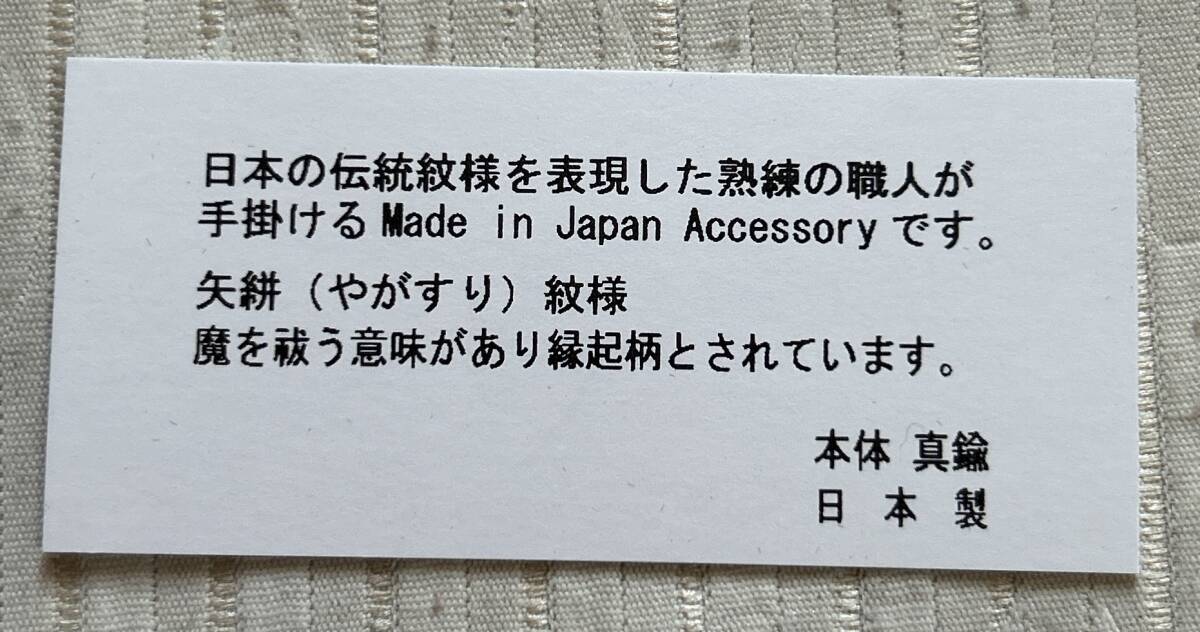 日本の伝統紋様を表現した熟練の職人が
手掛けるMade in Japan Accessoryです。
矢絣（やがすり）紋様
魔を祓う意味があり縁起柄とされています。
本体 真鍮
日 本 製